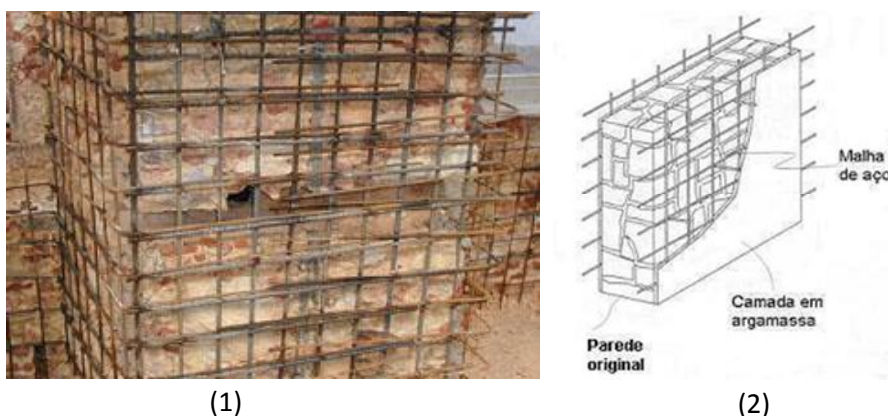 Malha
de aço
Camada em
argamassa
Parede
original
(1)
(2)